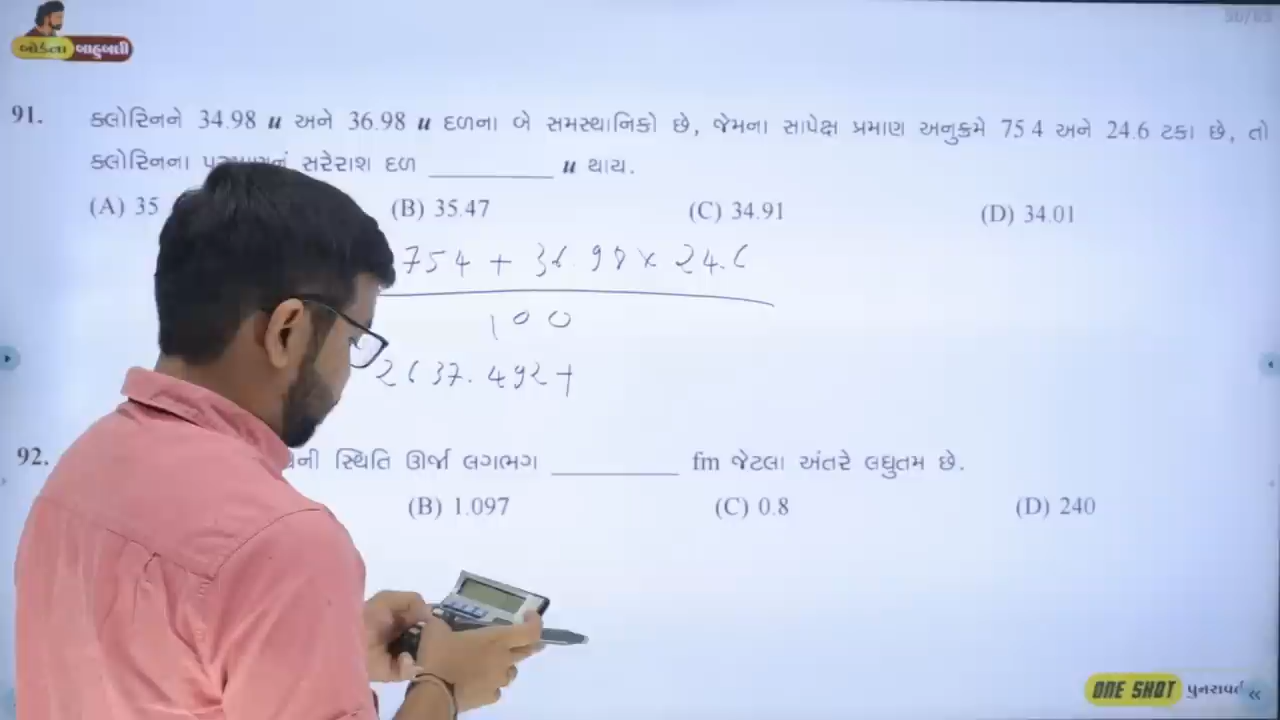 બોર્ડના બાહુબલી
91. ક્લોરિનને 34.98 u અને 36.98 u દળના બે સમસ્થાનિકો છે, જેમના સાપેક્ષ પ્રમાણ અનુક્રમે 75 4 અને 24.6 ટકા છે, તો
ક્લોરિનના સરેરાશ દળ __________ u થાય.
(A) 35 (B) 35.47 (C) 34.91 (D) 34.01
754 + 36.98 x 24.6
100
2637.492 +
92. સ્થિતિ ઊર્જા લગભગ __________ fm જેટલા અંતરે લઘુતમ છે.
(B) 1.097 (C) 0.8 (D) 240
ONE SHOT પુનરાવર્ત